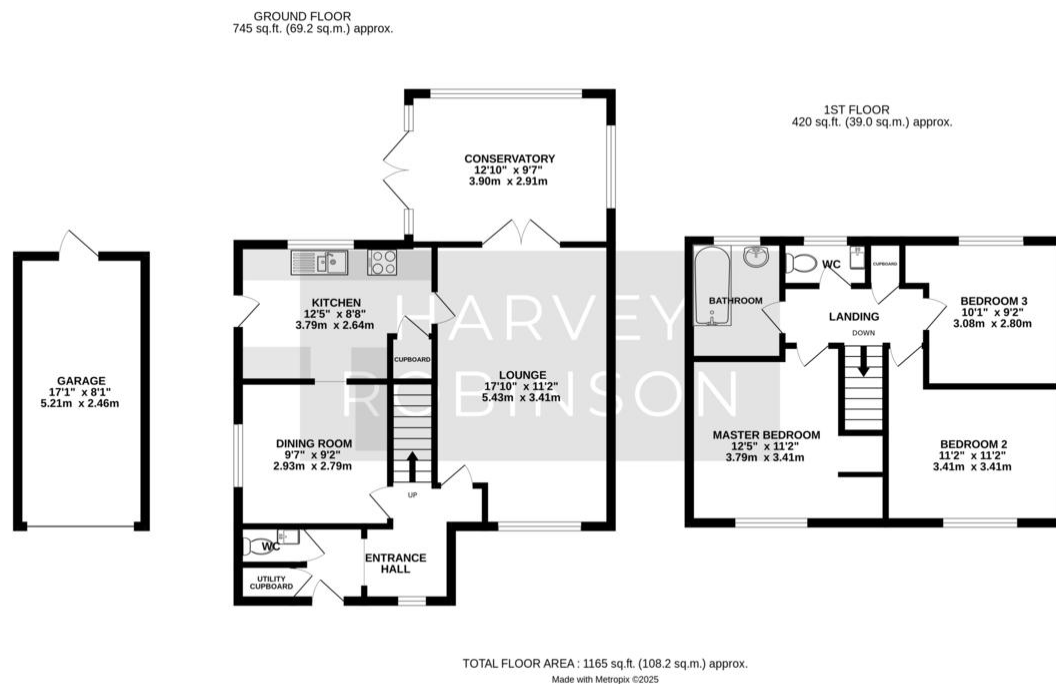 GROUND FLOOR
745 sq.ft. (69.2 sq.m.) approx.
1ST FLOOR
420 sq.ft. (39.0 sq.m.) approx.
CONSERVATORY
12'10" x 9'7"
3.90m x 2.91m
KITCHEN
12'5" x 8'8"
3.79m x 2.64m
CUPBOARD
HARVEY
ROBINSON
LOUNGE
17'10" x 11'2"
5.43m x 3.41m
GARAGE
17'1" x 8'1"
5.21m x 2.46m
DINING ROOM
9'7" x 9'2"
2.93m x 2.79m
UP
WC
ENTRANCE
HALL
UTILITY
CUPBOARD
BATHROOM
WC
CUPBOARD
LANDING
DOWN
BEDROOM 3
10'1" x 9'2"
3.08m x 2.80m
MASTER BEDROOM
12'5" x 11'2"
3.79m x 3.41m
BEDROOM 2
11'2" x 11'2"
3.41m x 3.41m
TOTAL FLOOR AREA : 1165 sq.ft. (108.2 sq.m.) approx.
Made with Metropix ©2025